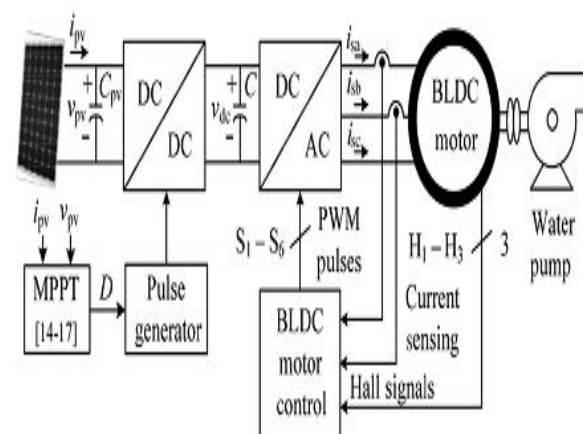 i_pv
+
C_pv
v_pv
-
DC
DC
+
C
v_dc
-
DC
AC
i_sa
i_sb
i_sc
BLDC
motor
Water
pump
i_pv
v_pv
MPPT
[14-17]
D
Pulse
generator
S_1 – S_6
PWM
pulses
BLDC
motor
control
H_1 – H_3
3
Current
sensing
Hall signals